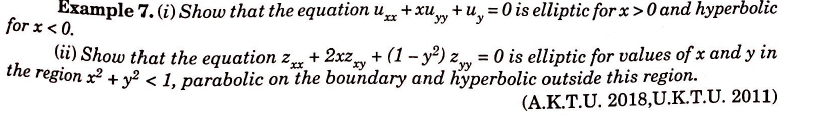 Example 7. (i) Show that the equation uₓₓ + xu_yy + u_y = 0 is elliptic for x > 0 and hyperbolic
for x < 0.
(ii) Show that the equation zₓₓ + 2xz_xy + (1 – y²) z_yy = 0 is elliptic for values of x and y in
the region x² + y² < 1, parabolic on the boundary and hyperbolic outside this region.
(A.K.T.U. 2018,U.K.T.U. 2011)